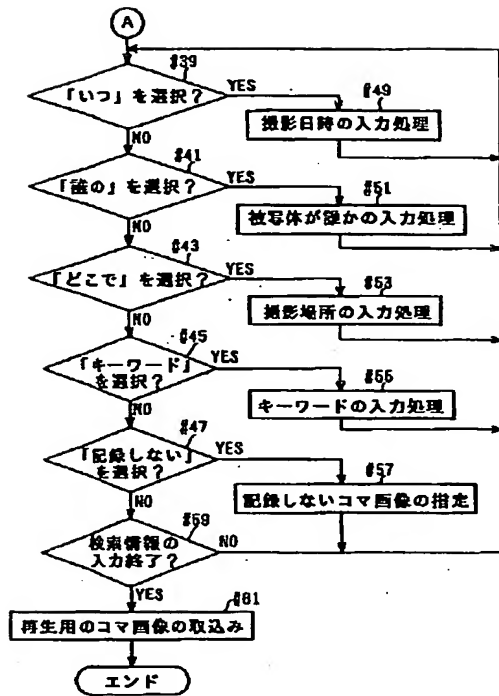 A
#39
「いつ」を選択？
YES
#49
撮影日時の入力処理
NO
#41
「誰の」を選択？
YES
#51
被写体が誰かの入力処理
NO
#43
「どこで」を選択？
YES
#53
撮影場所の入力処理
NO
#45
「キーワード」
を選択？
YES
#55
キーワードの入力処理
NO
#47
「記録しない」
を選択？
YES
#57
記録しないコマ画像の指定
NO
#59
検索情報の
入力終了？
NO
YES
#61
再生用のコマ画像の取込み
エンド